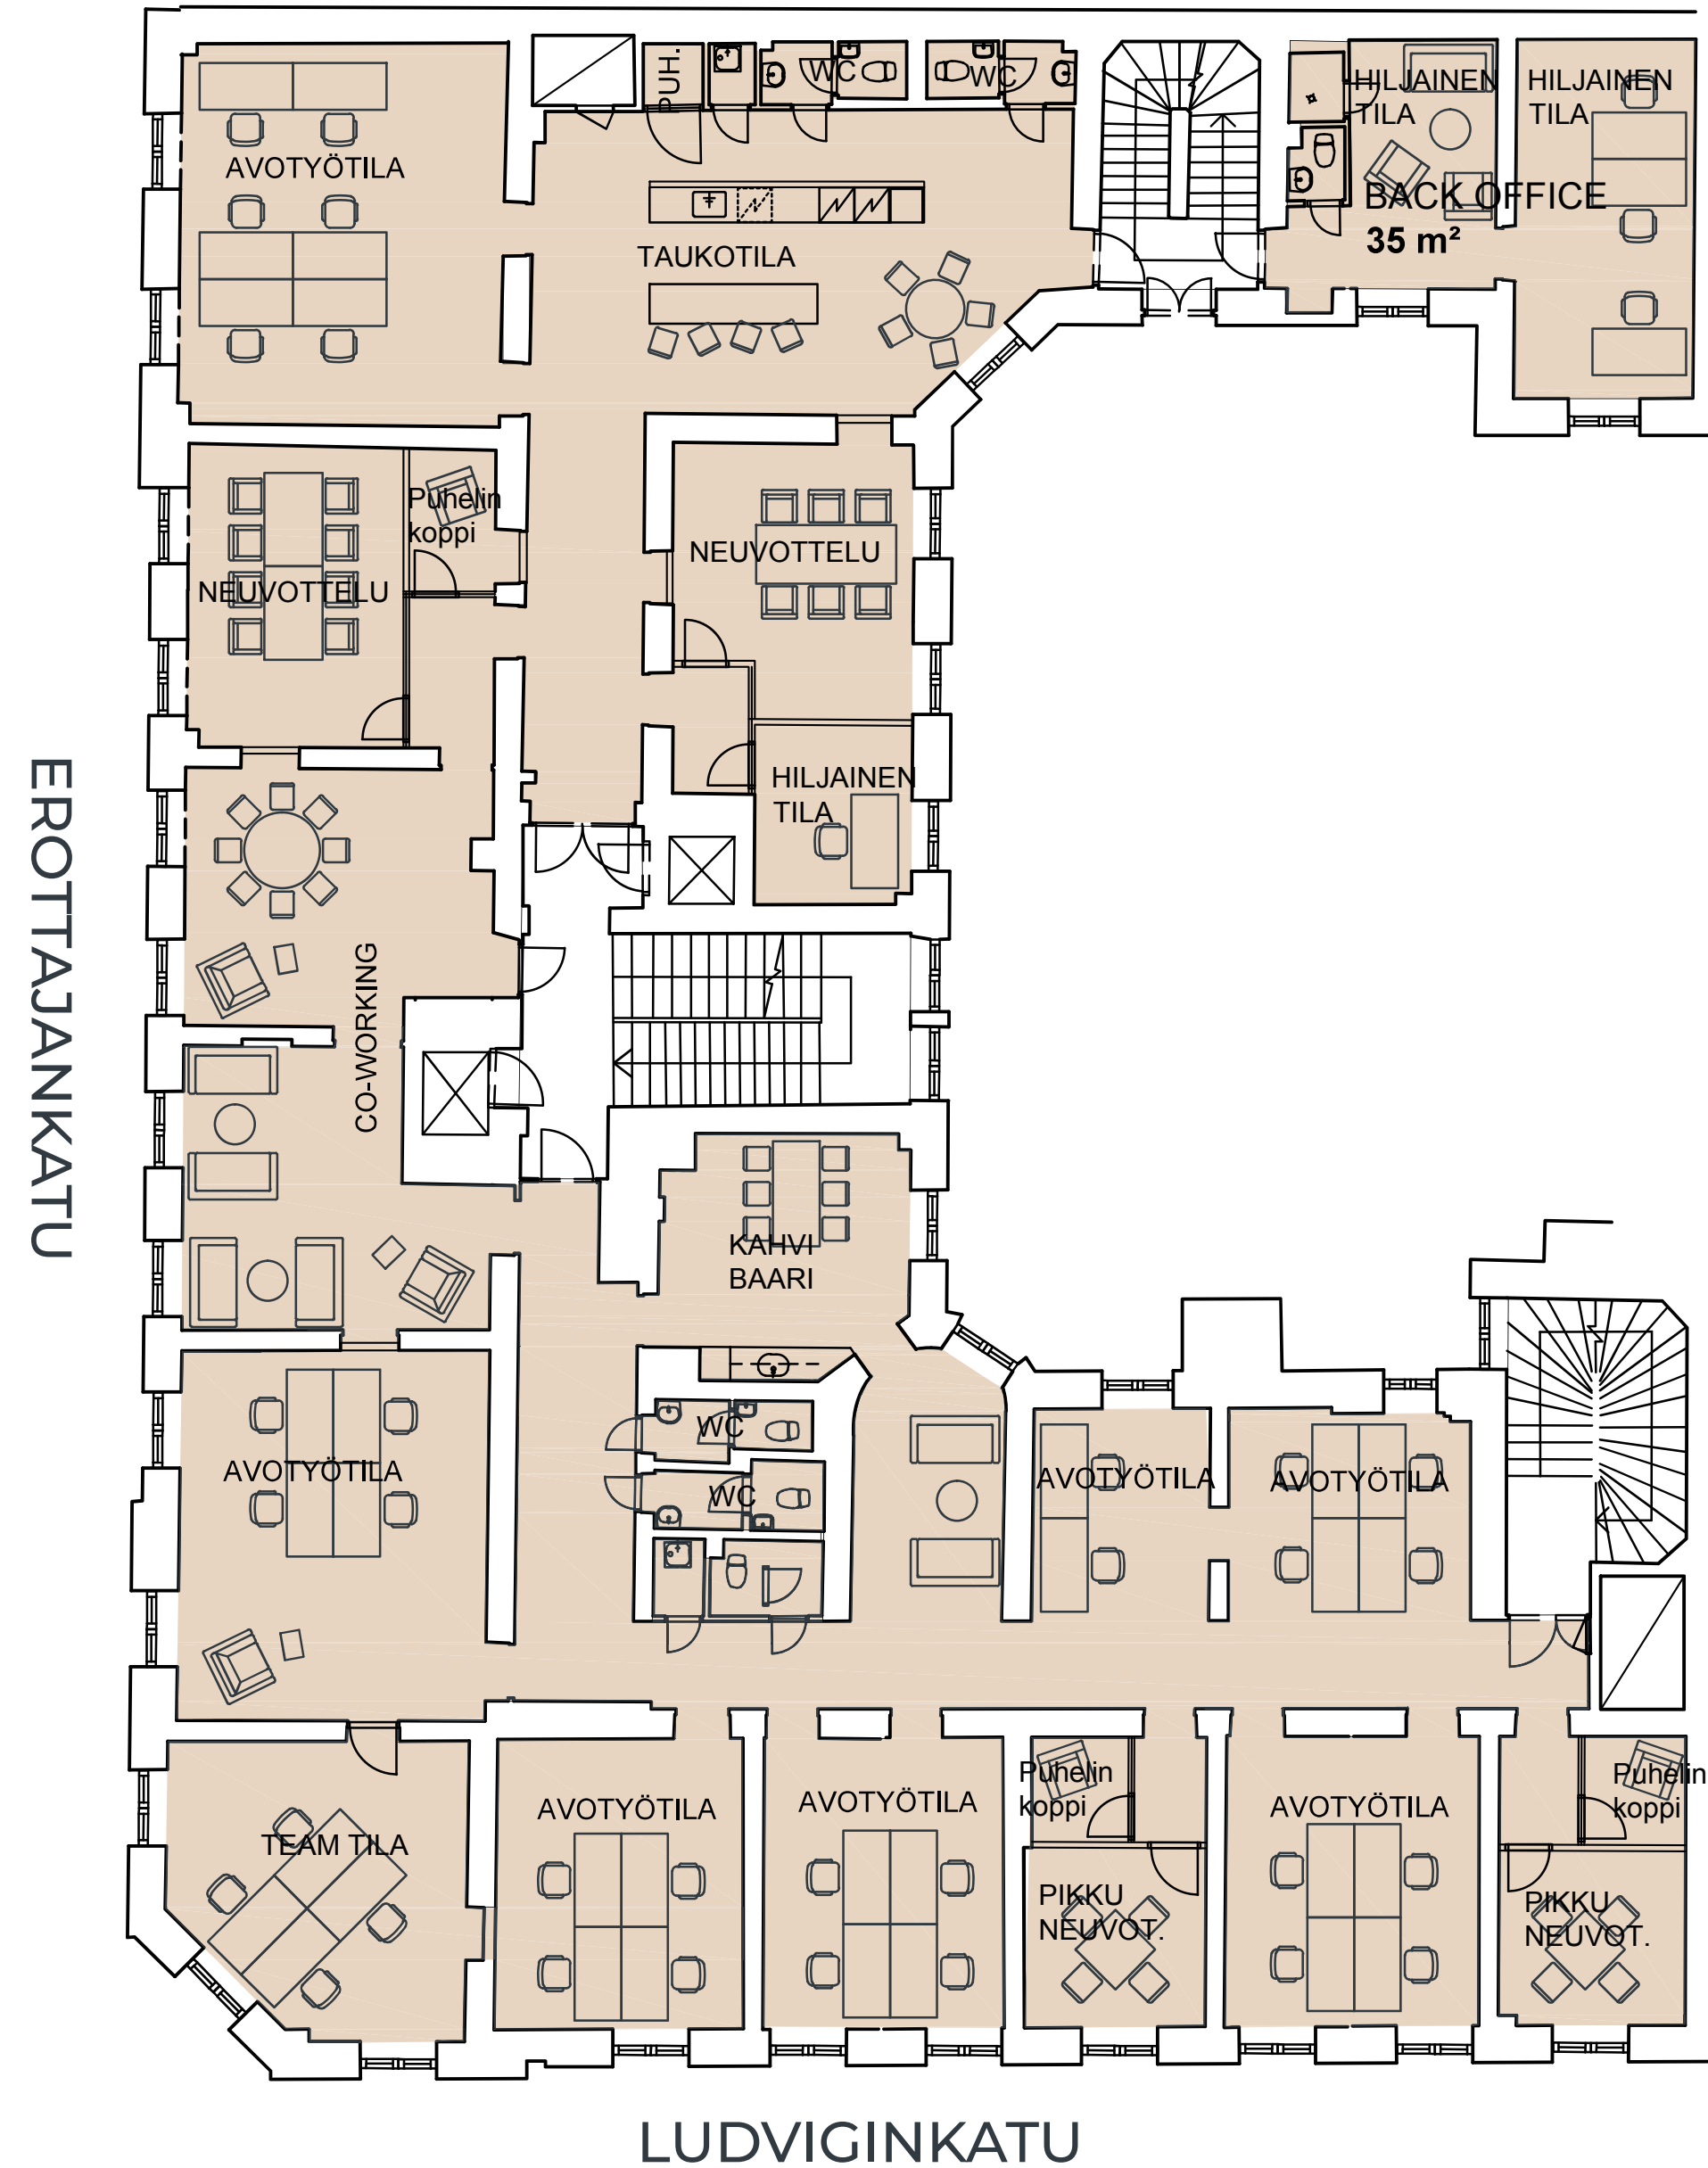 PUH.
WC
WC
HILJAINEN
TILA
HILJAINEN
TILA
AVOTYÖTILA
BACK OFFICE
35 m²
TAUKOTILA
Puhelin
koppi
NEUVOTTELU
NEUVOTTELU
HILJAINEN
TILA
EROTTAJANKATU
CO-WORKING
KAHVI
BAARI
WC
AVOTYÖTILA
AVOTYÖTILA
AVOTYÖTILA
WC
Puhelin
koppi
Puhelin
koppi
AVOTYÖTILA
AVOTYÖTILA
AVOTYÖTILA
TEAM TILA
PIKKU
NEUVOT.
PIKKU
NEUVOT.
LUDVIGINKATU